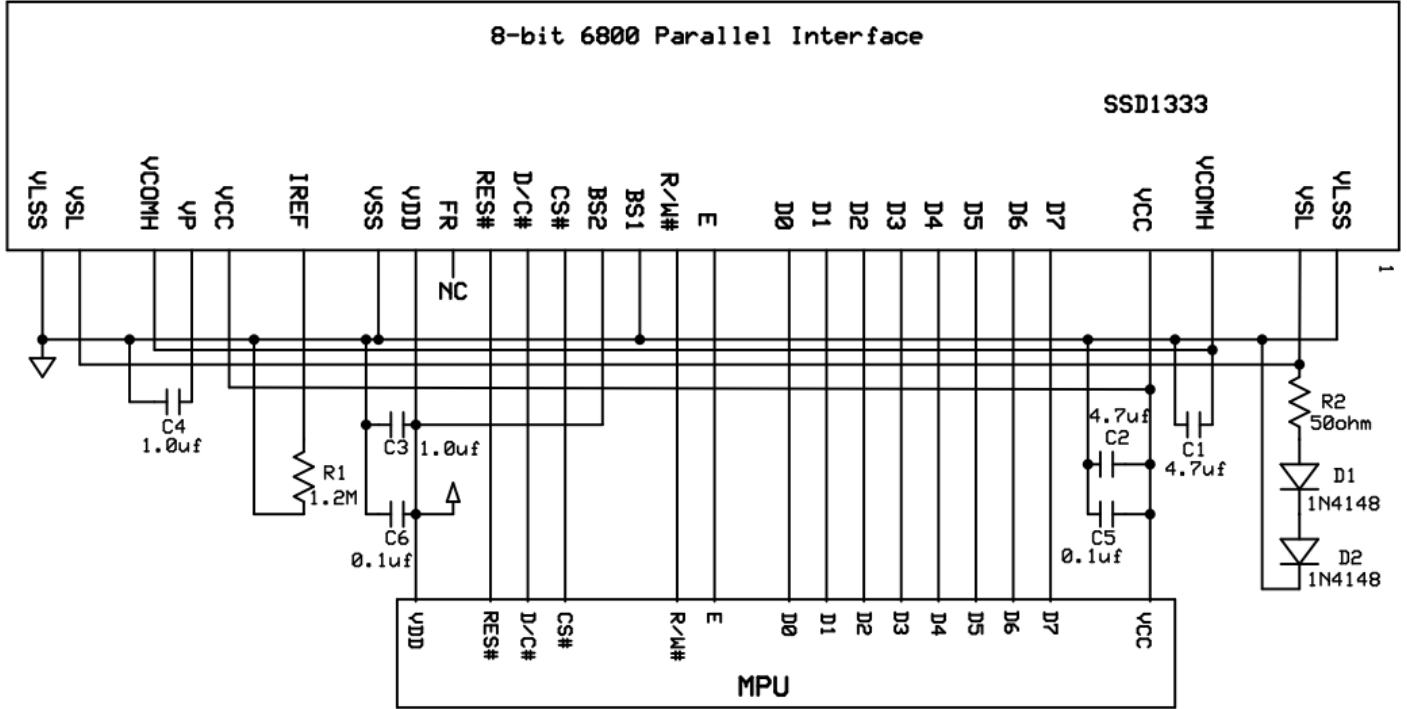 8-bit 6800 Parallel Interface
SSD1333
VLSS
VSL
VCOMH
VP
VCC
IREF
VSS
VDD
FR
RES#
D/C#
CS#
BS2
BS1
R/W#
E
D0
D1
D2
D3
D4
D5
D6
D7
VCC
VCOMH
VSL
VLSS
1
NC
C4
1.0uf
R1
1.2M
C3
1.0uf
C6
0.1uf
4.7uf
C2
C5
0.1uf
C1
4.7uf
R2
50ohm
D1
1N4148
D2
1N4148
VDD
RES#
D/C#
CS#
R/W#
E
D0
D1
D2
D3
D4
D5
D6
D7
VCC
MPU